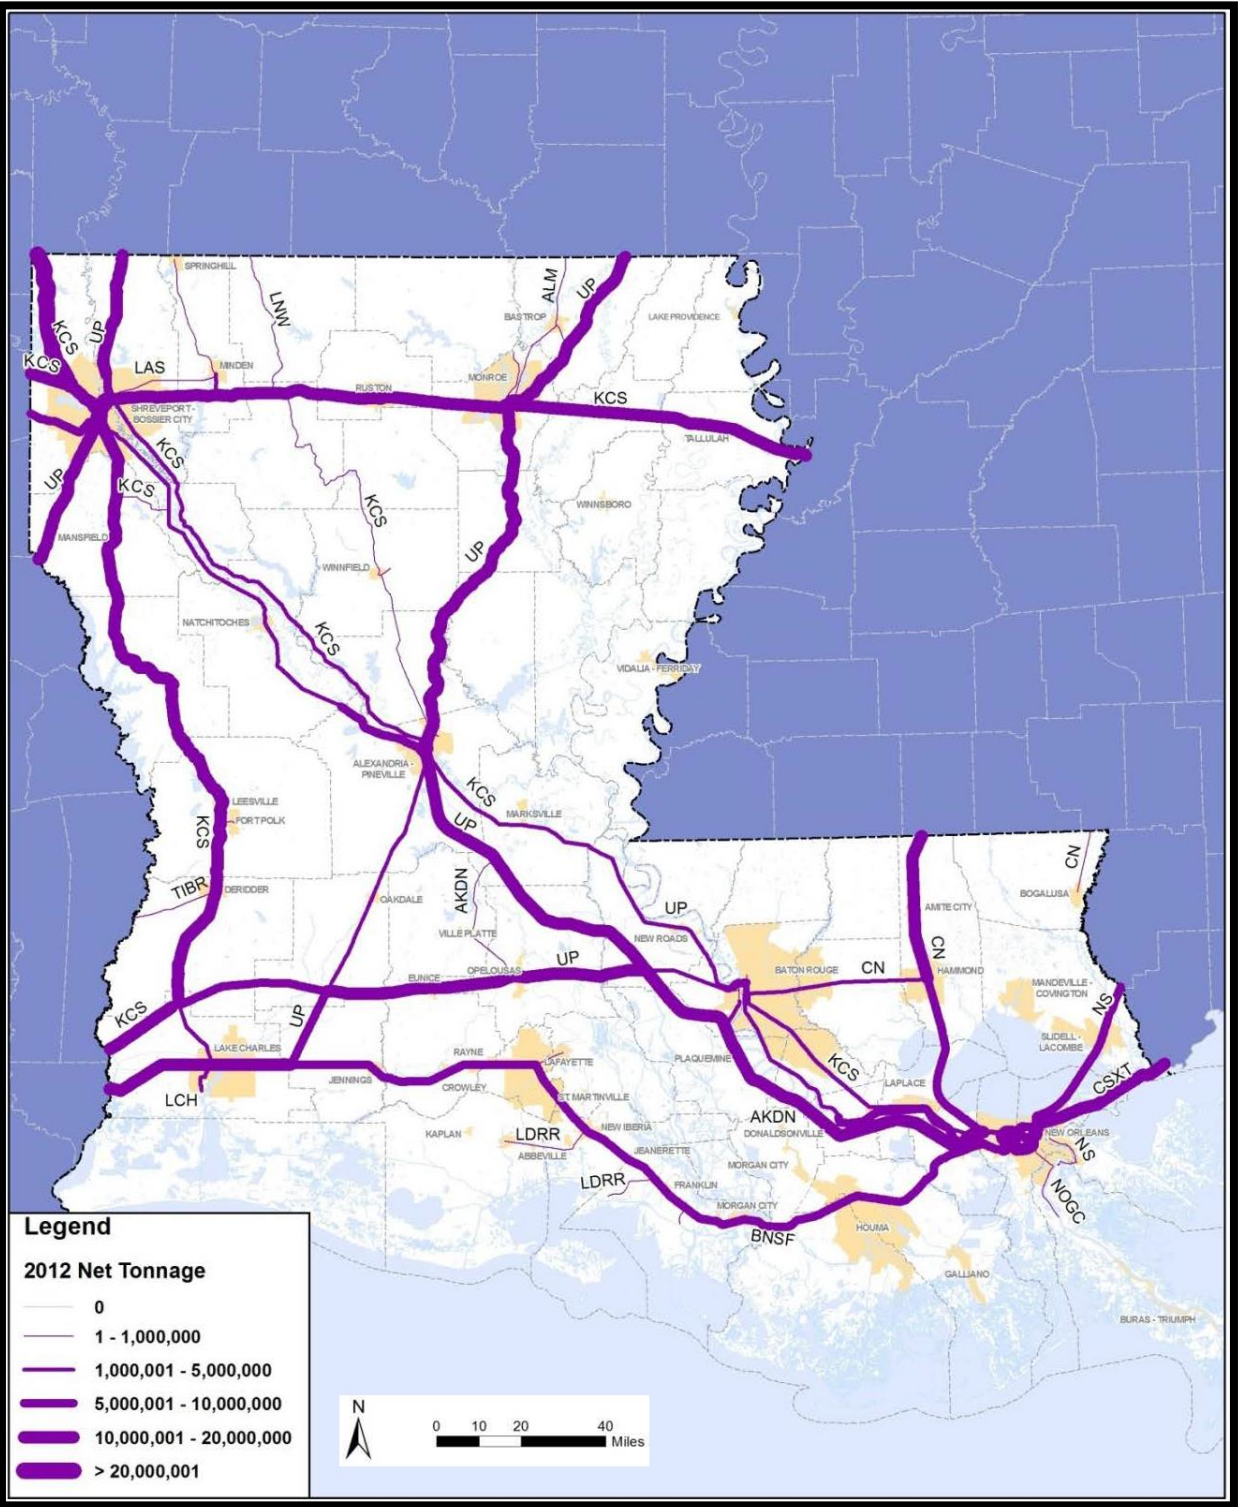 SPRINGHILL
LNW
ALM
UP
BASTROP
LAKE PROVIDENCE
KCS
UP
KCS
LAS
MINDEN
MONROE
RUSTON
KCS
SHREVEPORT -
BOSSIER CITY
TALLULAH
KCS
UP
KCS
KCS
WINNSBORO
MANSFIELD
UP
WINNFIELD
NATCHITOCHES
KCS
VIDALIA - FERRIDAY
ALEXANDRIA -
PINEVILLE
KCS
LEESVILLE
FORT POLK
KCS
UP
MARKSVILLE
CN
TIBR
DERIDDER
AKDN
OAKDALE
BOGALUSA
UP
AMITE CITY
VILLE PLATTE
NEW ROADS
CN
UP
OPELOUSAS
EUNICE
BATON ROUGE
CN
HAMMOND
MANDEVILLE -
COVINGTON
NS
KCS
UP
LAKE CHARLES
RAYNE
LAFAYETTE
PLAQUEMINE
SLIDELL -
LACOMBE
KCS
LAPLACE
CSXT
JENNINGS
CROWLEY
ST. MARTINVILLE
LCH
AKDN
DONALDSONVILLE
KAPLAN
LDRR
NEW IBERIA
NEW ORLEANS
ABBEVILLE
JEANERETTE
NS
MORGAN CITY
LDRR
FRANKLIN
MORGAN CITY
NOGC
BNSF
HOUMA
GALLIANO
BURAS - TRIUMPH
Legend
2012 Net Tonnage
0
1 - 1,000,000
1,000,001 - 5,000,000
5,000,001 - 10,000,000
10,000,001 - 20,000,000
> 20,000,001
N
0 10 20 40
Miles